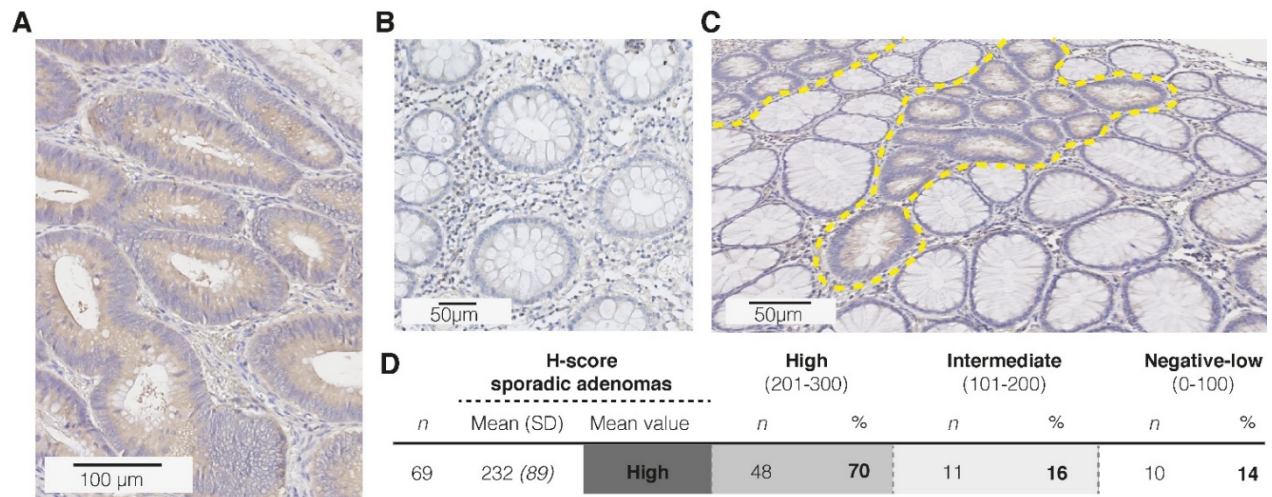 A
B
C
100 µm
50µm
50µm
D
H-score
sporadic adenomas
High
(201-300)
Intermediate
(101-200)
Negative-low
(0-100)
n Mean (SD) Mean value n % n % n %
69 232 (89) High 48 70 11 16 10 14